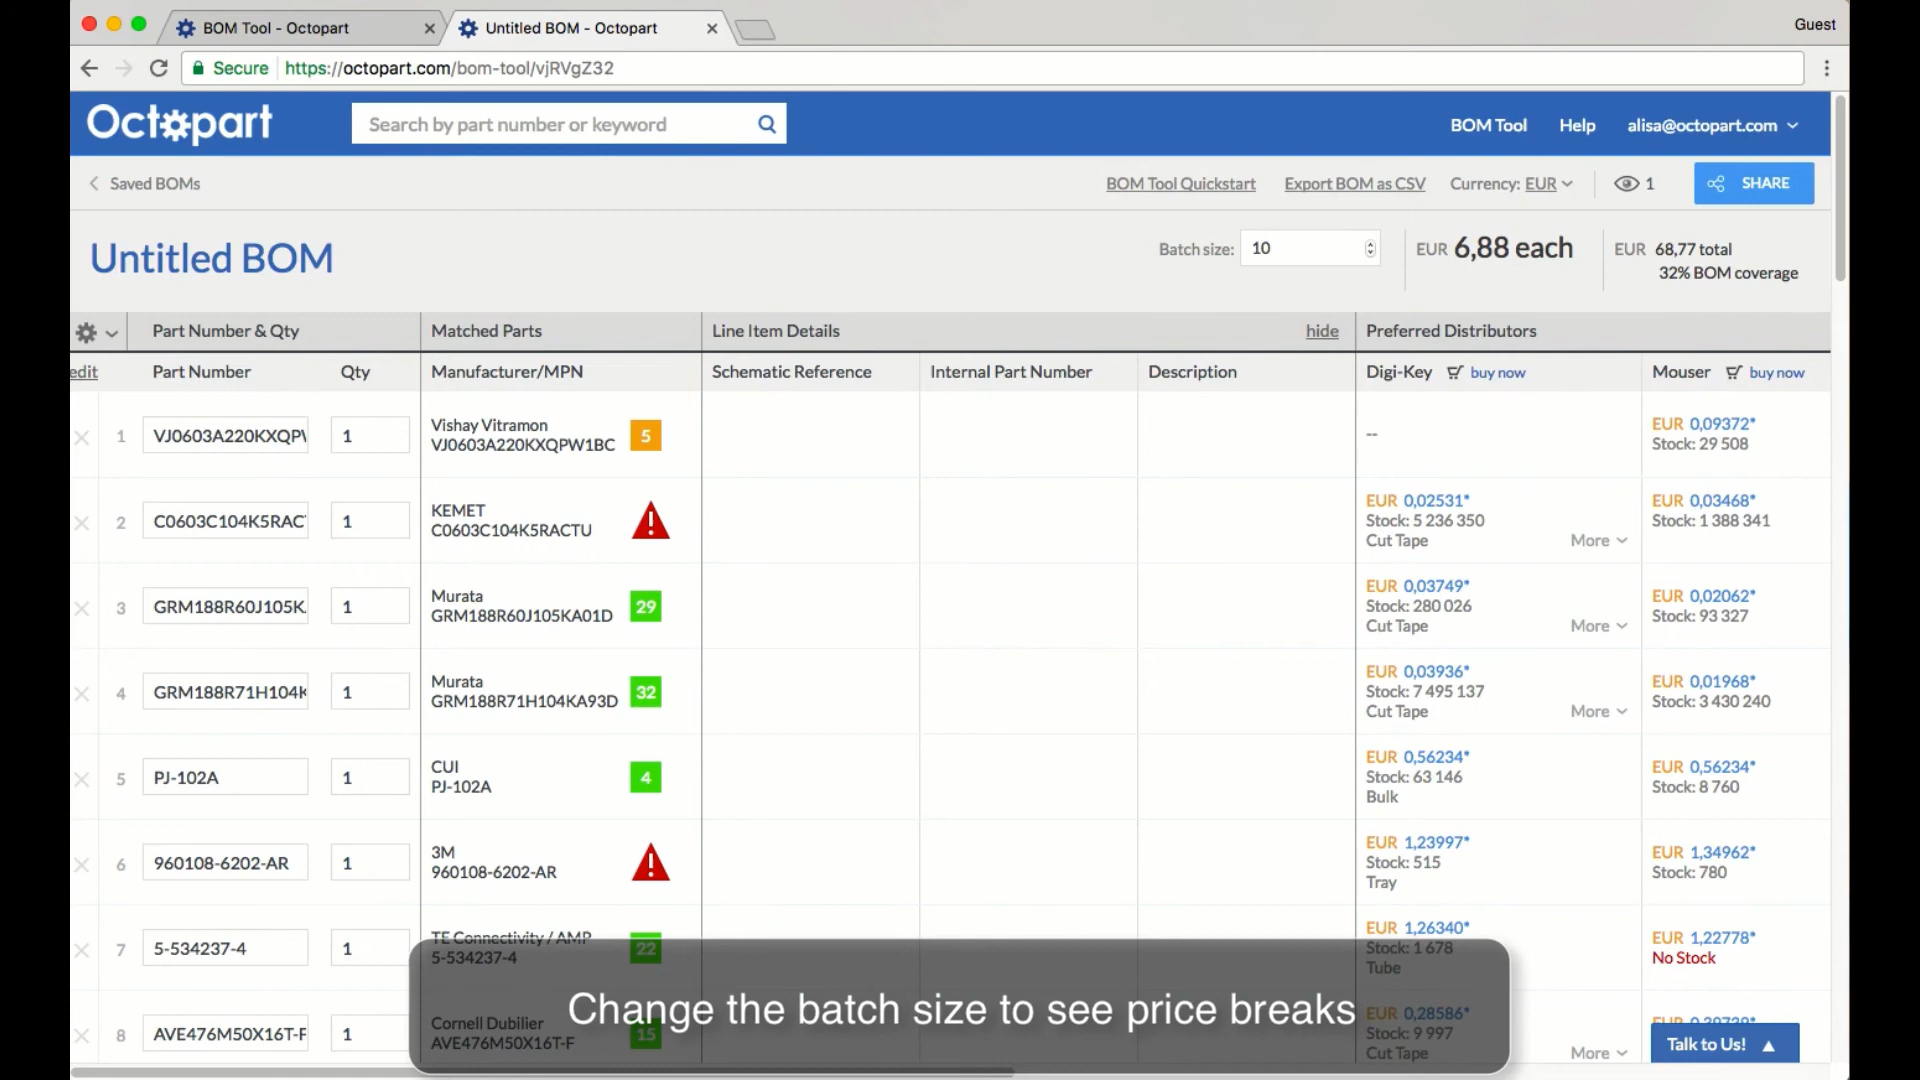 BOM Tool - Octopart
Untitled BOM - Octopart
Guest
Secure https://octopart.com/bom-tool/vjRVgZ32
Octopart
Search by part number or keyword
BOM Tool Help alisa@octopart.com
Saved BOMs
BOM Tool Quickstart Export BOM as CSV Currency: EUR 1 SHARE
Untitled BOM
Batch size: 10 EUR 6,88 each EUR 68,77 total
32% BOM coverage
Part Number & Qty Matched Parts Line Item Details hide Preferred Distributors
edit Part Number Qty Manufacturer/MPN Schematic Reference Internal Part Number Description Digi-Key buy now Mouser buy now
1 VJ0603A220KXQPW 1
Vishay Vitramon
VJ0603A220KXQPW1BC
5
--
EUR 0,09372*
Stock: 29 508
2 C0603C104K5RAC 1
KEMET
C0603C104K5RACTU
!
EUR 0,02531*
Stock: 5 236 350
Cut Tape
More
EUR 0,03468*
Stock: 1 388 341
3 GRM188R60J105K 1
Murata
GRM188R60J105KA01D
29
EUR 0,03749*
Stock: 280 026
Cut Tape
More
EUR 0,02062*
Stock: 93 327
4 GRM188R71H104K 1
Murata
GRM188R71H104KA93D
32
EUR 0,03936*
Stock: 7 495 137
Cut Tape
More
EUR 0,01968*
Stock: 3 430 240
5 PJ-102A 1
CUI
PJ-102A
4
EUR 0,56234*
Stock: 63 146
Bulk
EUR 0,56234*
Stock: 8 760
6 960108-6202-AR 1
3M
960108-6202-AR
!
EUR 1,23997*
Stock: 515
Tray
EUR 1,34962*
Stock: 780
7 5-534237-4 1
TE Connectivity / AMP
5-534237-4
22
EUR 1,26340*
Stock: 1 678
Tube
EUR 1,22778*
No Stock
8 AVE476M50X16T-F 1
Cornell Dubilier
AVE476M50X16T-F
15
EUR 0,28586*
Stock: 9 997
Cut Tape
More
Change the batch size to see price breaks
Talk to Us!